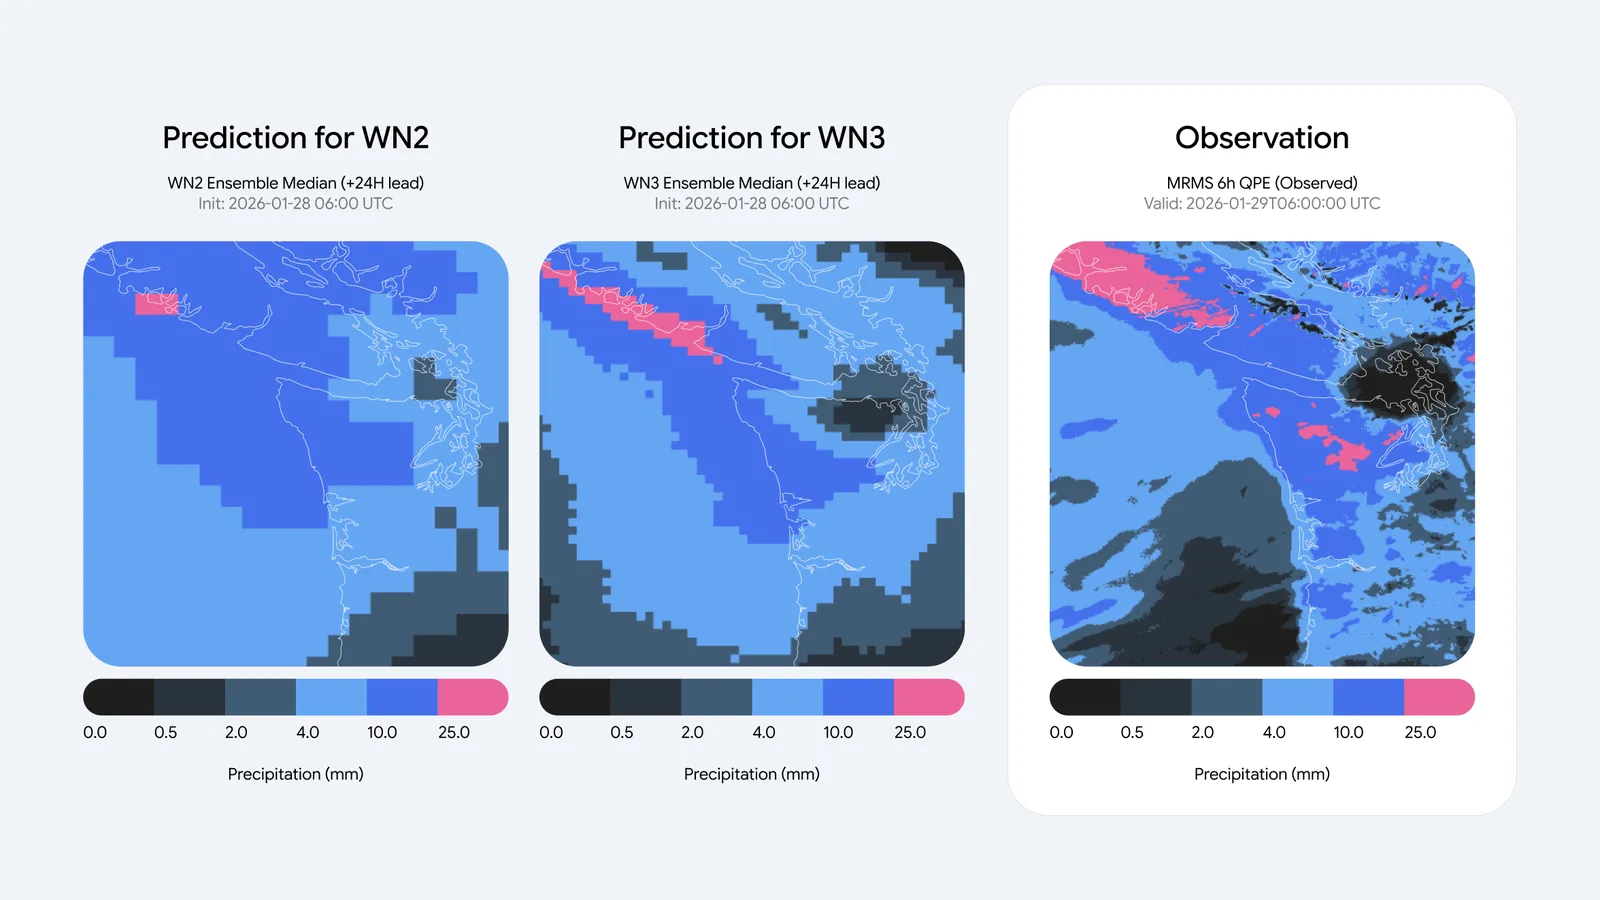 Prediction for WN2
WN2 Ensemble Median (+24H lead)
Init: 2026-01-28 06:00 UTC
0.0 0.5 2.0 4.0 10.0 25.0
Precipitation (mm)
Prediction for WN3
WN3 Ensemble Median (+24H lead)
Init: 2026-01-28 06:00 UTC
0.0 0.5 2.0 4.0 10.0 25.0
Precipitation (mm)
Observation
MRMS 6h QPE (Observed)
Valid: 2026-01-29T06:00:00 UTC
0.0 0.5 2.0 4.0 10.0 25.0
Precipitation (mm)